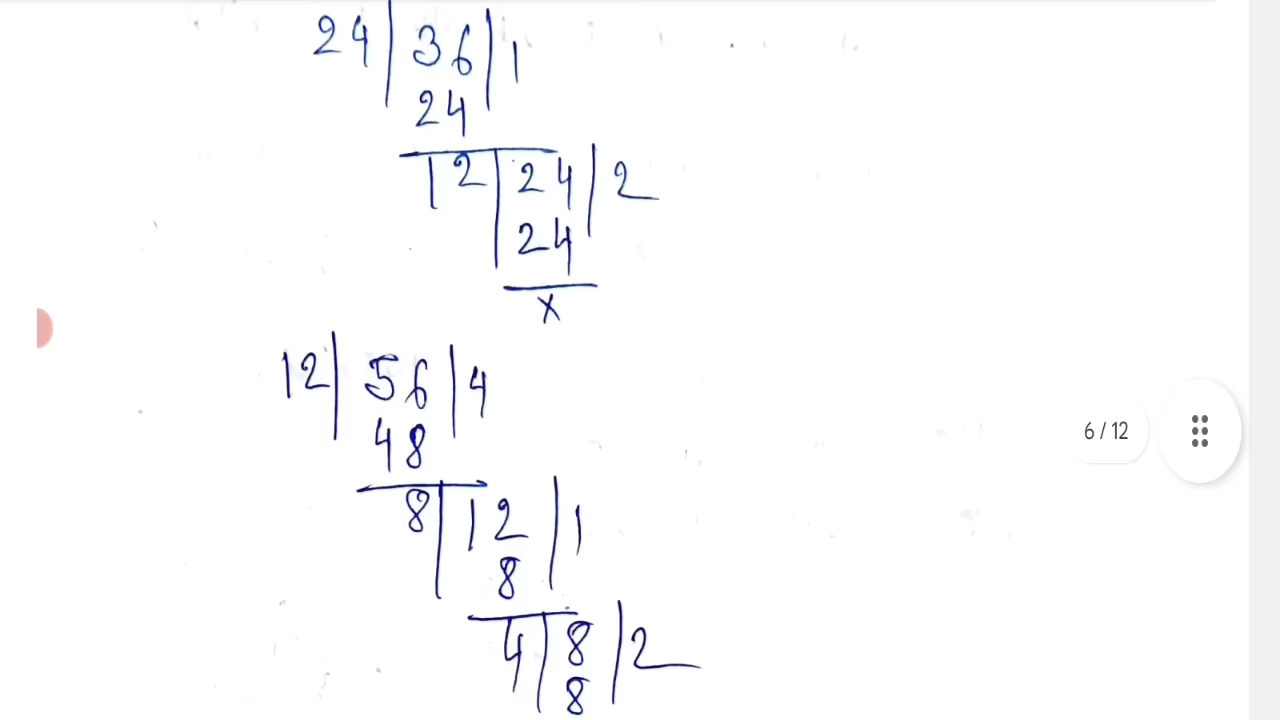 24 | 36 | 1
24
12 | 24 | 2
24
x
12 | 56 | 4
48
8 | 12 | 1
8
4 | 8 | 2
8
6 / 12